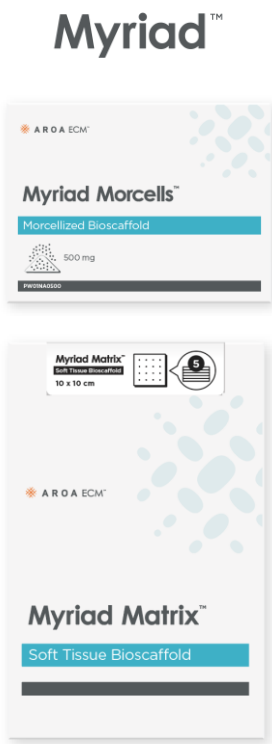 Myriad™
AROA ECM™
Myriad Morcells™
Morcellized Bioscaffold
500 mg
PW01NA0500
Myriad Matrix™
Soft Tissue Bioscaffold
10 x 10 cm
5
AROA ECM™
Myriad Matrix™
Soft Tissue Bioscaffold